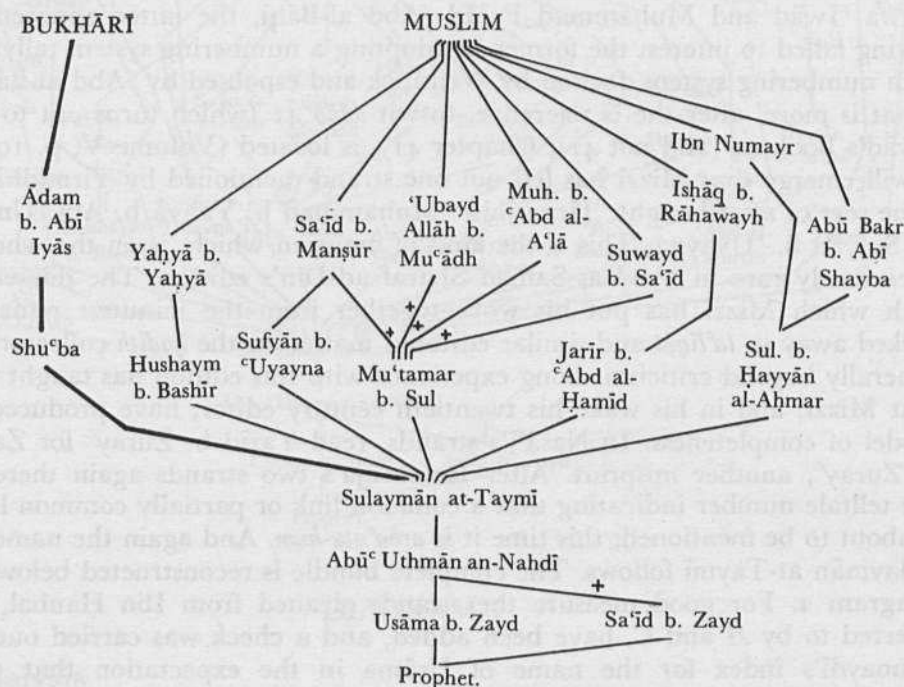 BUKHĀRĪ
MUSLIM
Ibn Numayr
Ādam
b. Abī
Iyās
Yaḥyā b.
Yaḥyā
Sa‘īd b.
Manṣūr
‘Ubayd
Allāh b.
Mu‘ādh
Muḥ. b.
‘Abd al
A‘lā
Suwayd
b. Sa‘īd
Isḥāq b.
Rāhawayh
Abū Bakr
b. Abī
Shayba
Shu‘ba
Hushaym
b. Bashīr
Sufyān b.
‘Uyayna
Mu‘tamar
b. Sul
Jarīr b.
‘Abd al-
Ḥamīd
Sul. b.
Ḥayyān
al-Aḥmar
Sulaymān at-Taymī
Abū ‘Uthmān an-Nahdī
Usāma b. Zayd
Sa‘īd
b. Zayd
Prophet.